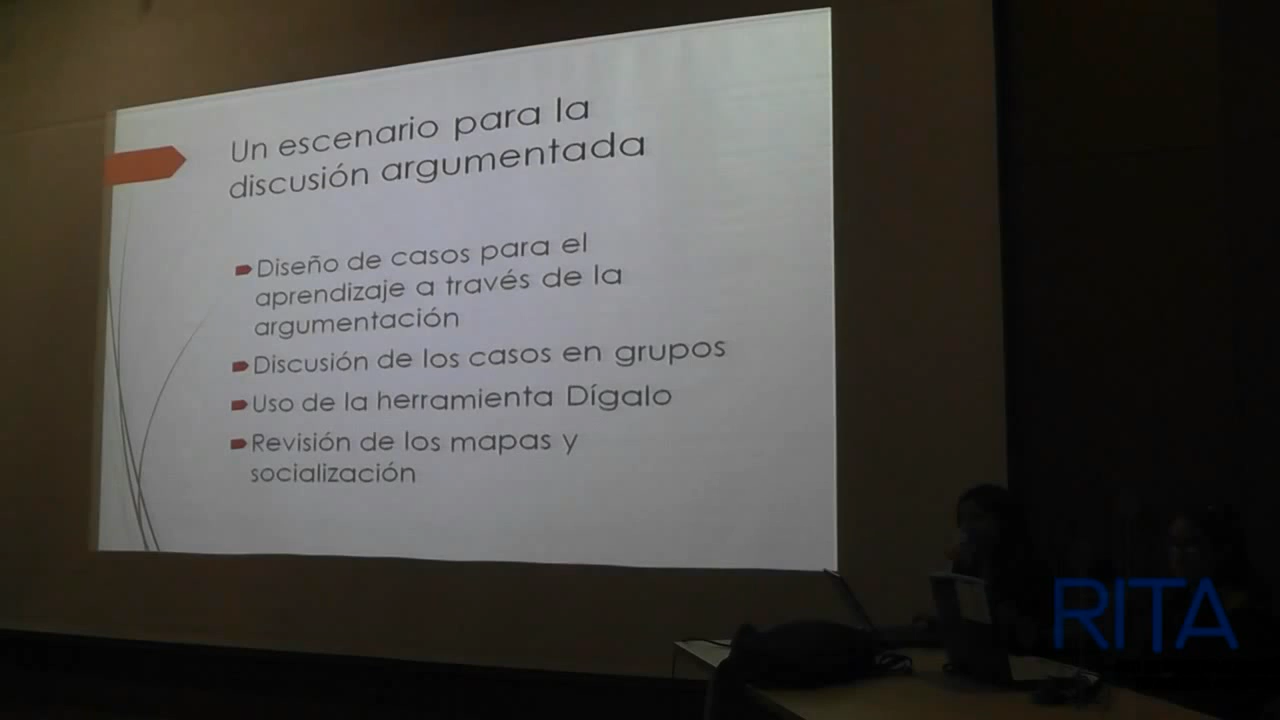 Un escenario para la
discusión argumentada
Diseño de casos para el
aprendizaje a través de la
argumentación
Discusión de los casos en grupos
Uso de la herramienta Dígalo
Revisión de los mapas y
socialización
RITA